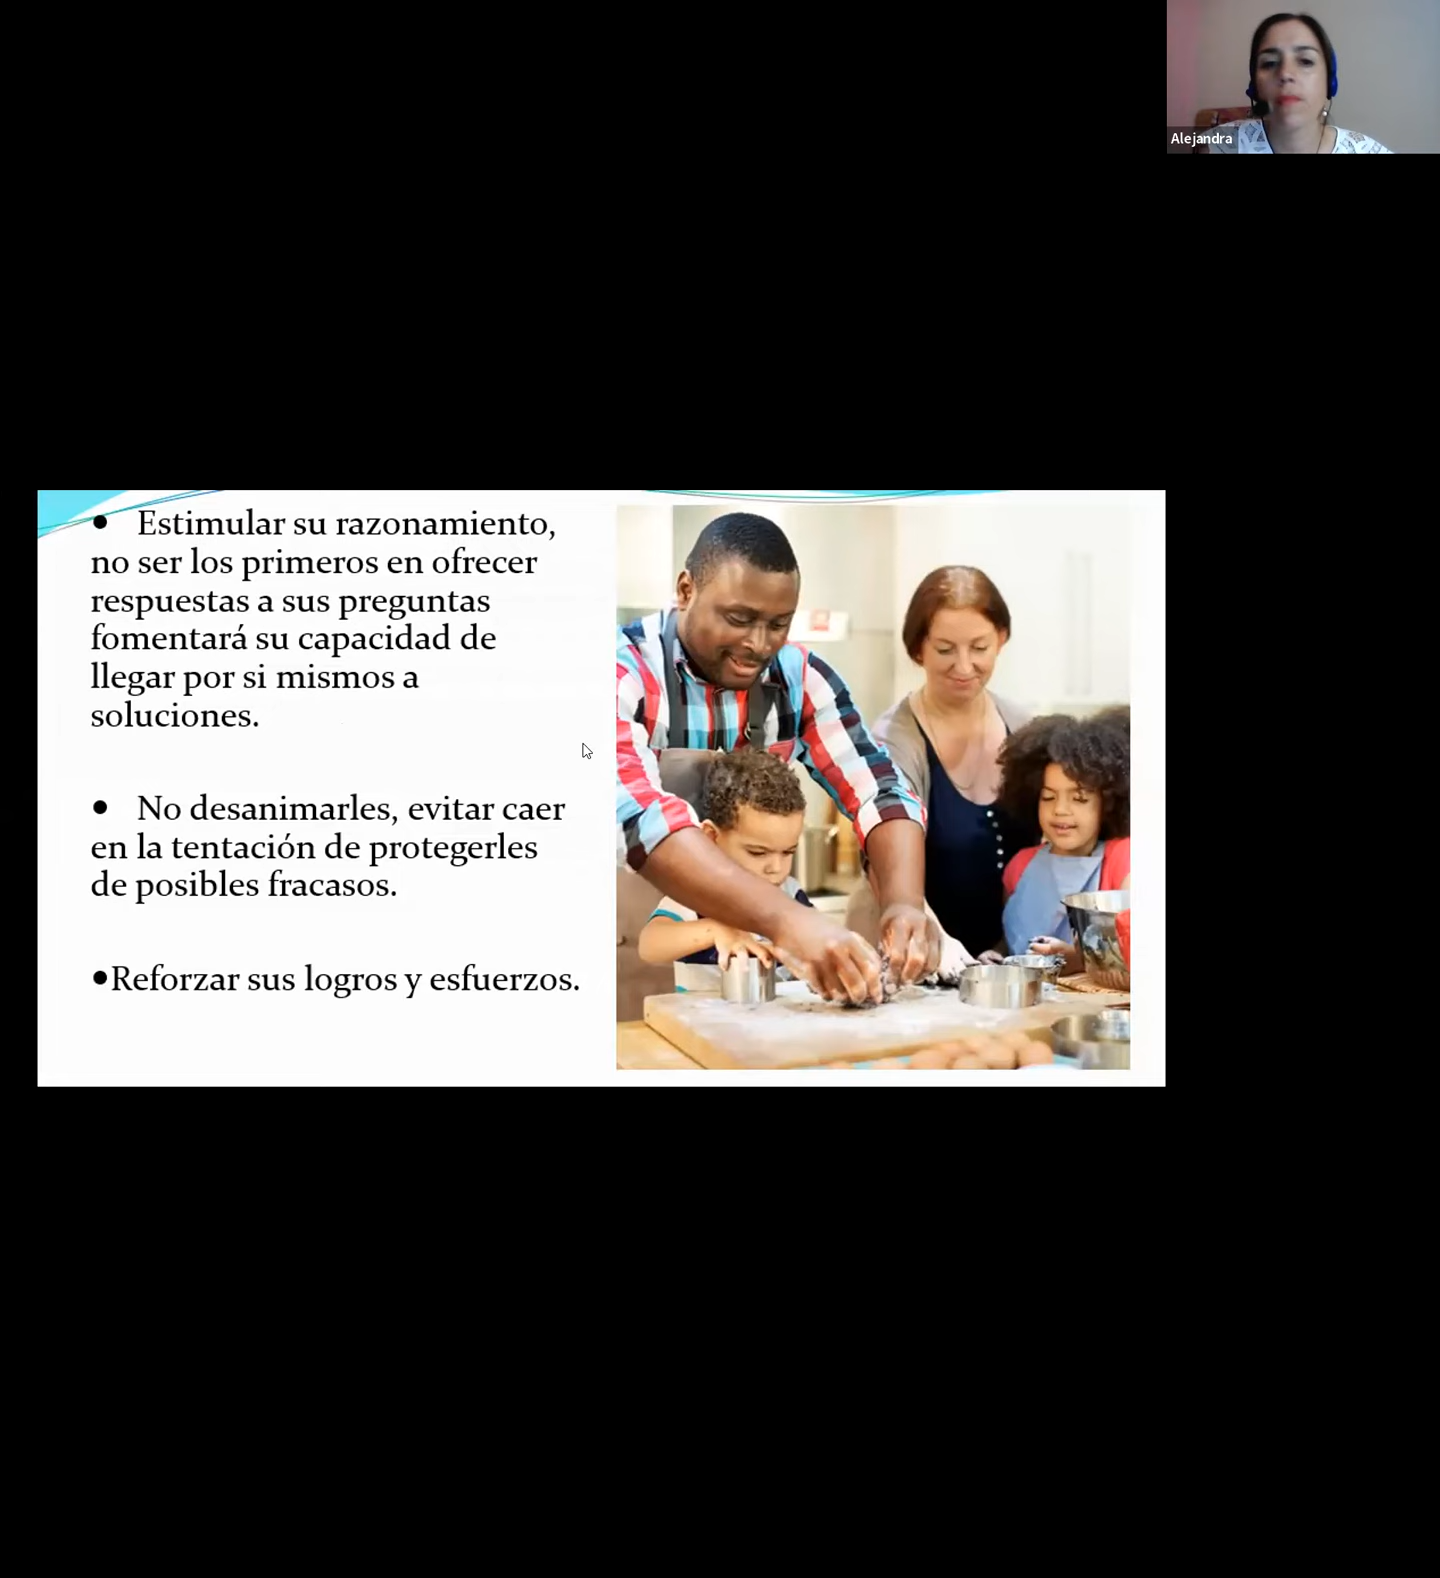 Alejandra
● Estimular su razonamiento,
no ser los primeros en ofrecer
respuestas a sus preguntas
fomentará su capacidad de
llegar por si mismos a
soluciones.
● No desanimarles, evitar caer
en la tentación de protegerles
de posibles fracasos.
●Reforzar sus logros y esfuerzos.